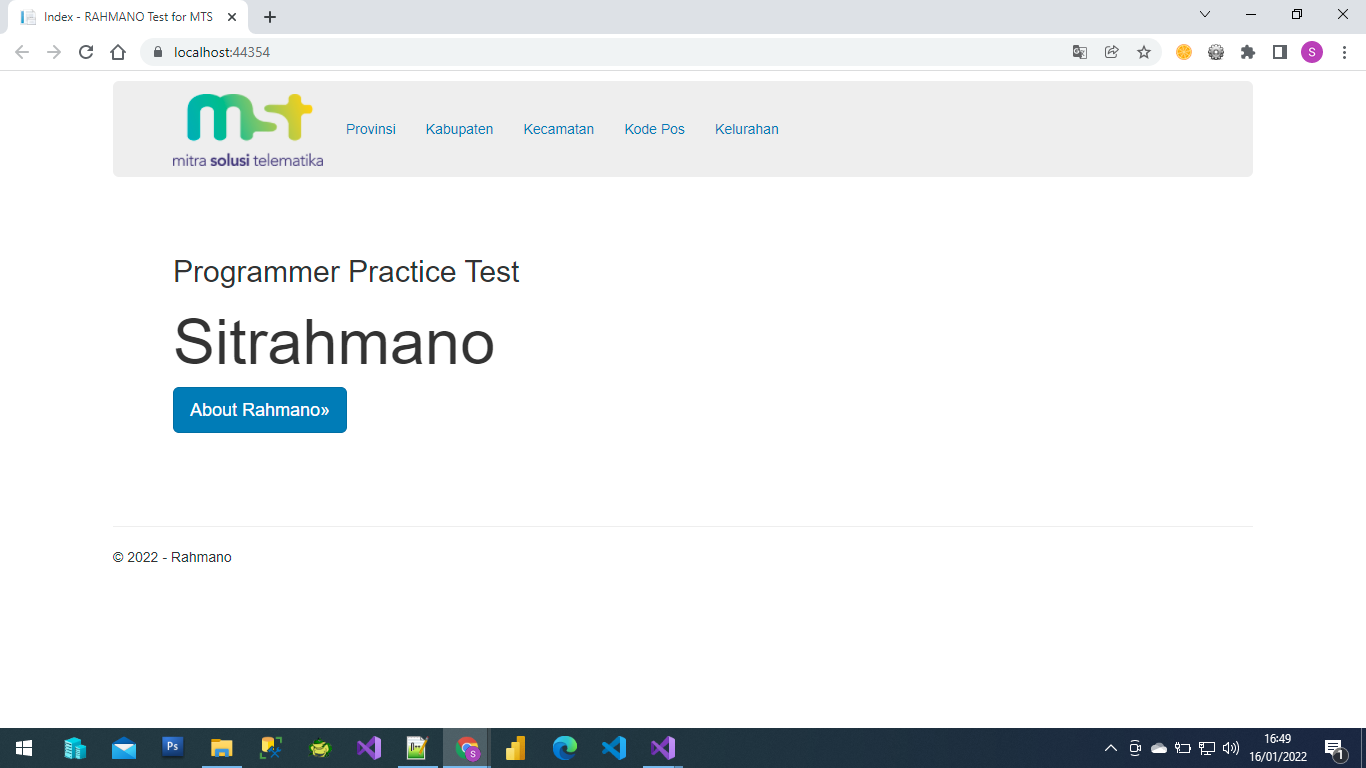 Index - RAHMANO Test for MTS
localhost:44354
S
mst
mitra solusi telematika
Provinsi Kabupaten Kecamatan Kode Pos Kelurahan
Programmer Practice Test
Sitrahmano
About Rahmano»
© 2022 - Rahmano
Ps
S
16:49
16/01/2022
1